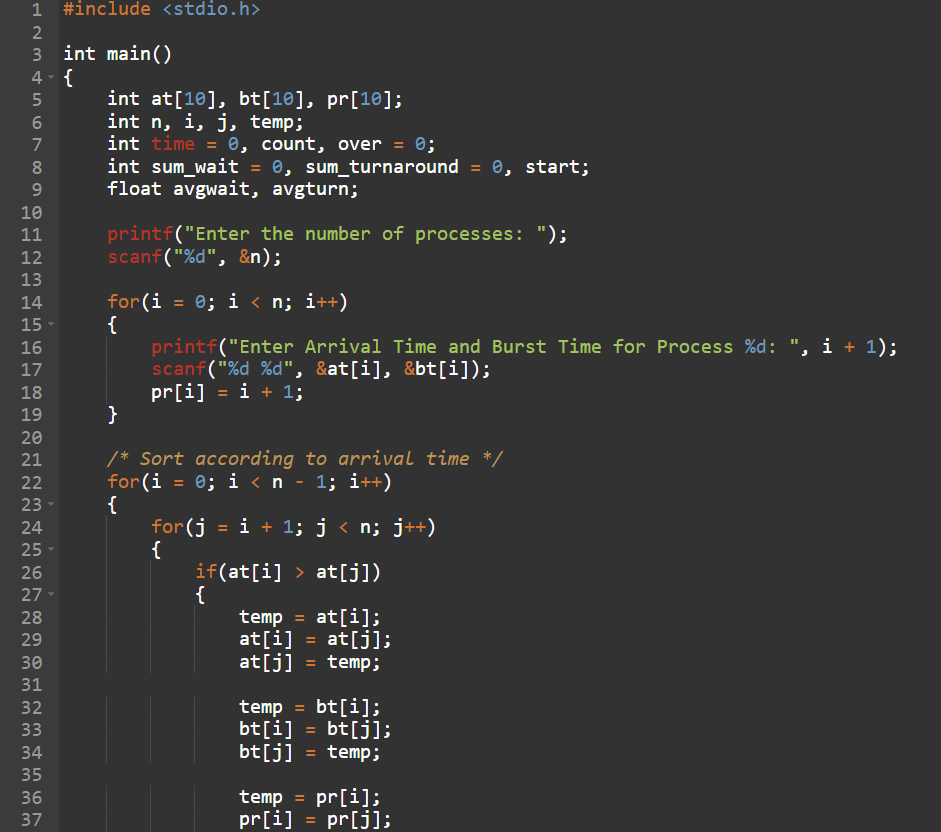 1 #include <stdio.h>
2
3 int main()
4 {
5     int at[10], bt[10], pr[10];
6     int n, i, j, temp;
7     int time = 0, count, over = 0;
8     int sum_wait = 0, sum_turnaround = 0, start;
9     float avgwait, avgturn;
10
11     printf("Enter the number of processes: ");
12     scanf("%d", &n);
13
14     for(i = 0; i < n; i++)
15     {
16         printf("Enter Arrival Time and Burst Time for Process %d: ", i + 1);
17         scanf("%d %d", &at[i], &bt[i]);
18         pr[i] = i + 1;
19     }
20
21     /* Sort according to arrival time */
22     for(i = 0; i < n - 1; i++)
23     {
24         for(j = i + 1; j < n; j++)
25         {
26             if(at[i] > at[j])
27             {
28                 temp = at[i];
29                 at[i] = at[j];
30                 at[j] = temp;
31
32                 temp = bt[i];
33                 bt[i] = bt[j];
34                 bt[j] = temp;
35
36                 temp = pr[i];
37                 pr[i] = pr[j];